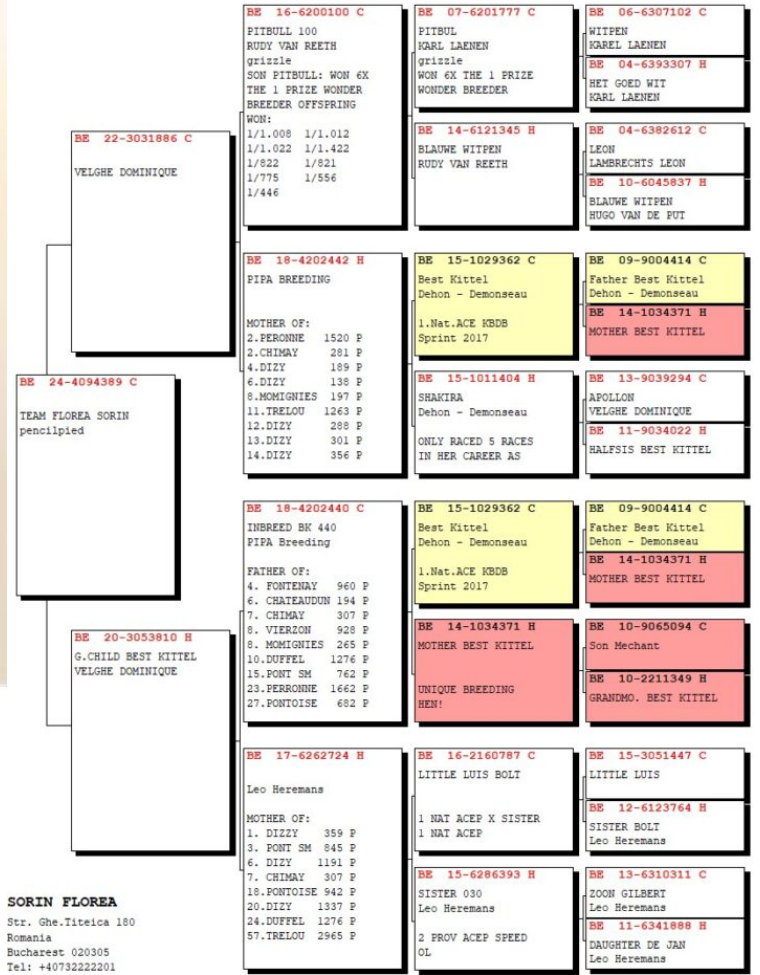 BE 24-4094389 C
TEAM FLOREA SORIN
pencilpied
BE 22-3031886 C
VELGHE DOMINIQUE
BE 20-3053810 H
G.CHILD BEST KITTEL
VELGHE DOMINIQUE
BE 16-6200100 C
PITBULL 100
RUDY VAN REETH
grizzle
SON PITBULL: WON 6X
THE 1 PRIZE WONDER
BREEDER OFFSPRING
WON:
1/1.008 1/1.012
1/1.022 1/1.422
1/822 1/821
1/775 1/556
1/446
BE 18-4202442 H
PIPA BREEDING
MOTHER OF:
2.PERONNE 1520 P
2.CHIMAY 281 P
4.DIZY 189 P
6.DIZY 138 P
8.MOMIGNIES 197 P
11.TRELOU 1263 P
12.DIZY 288 P
13.DIZY 301 P
14.DIZY 356 P
BE 18-4202440 C
INBREED BK 440
PIPA Breeding
FATHER OF:
4. FONTENAY 960 P
6. CHATEAUDUN 194 P
7. CHIMAY 307 P
8. VIERZON 928 P
8. MOMIGNIES 265 P
10.DUFFEL 1276 P
15.PONT SM 762 P
23.PERRONNE 1662 P
27.PONTOISE 682 P
BE 17-6262724 H
Leo Heremans
MOTHER OF:
1. DIZZY 359 P
3. PONT SM 845 P
6. DIZY 1191 P
7. CHIMAY 307 P
18.PONTOISE 942 P
20.DIZY 1337 P
24.DUFFEL 1276 P
57.TRELOU 2965 P
BE 07-6201777 C
PITBUL
KARL LAENEN
grizzle
WON 6X THE 1 PRIZE
WONDER BREEDER
BE 14-6121345 H
BLAUWE WITPEN
RUDY VAN REETH
BE 15-1029362 C
Best Kittel
Dehon - Demonseau
1.Nat.ACE KBDB
Sprint 2017
BE 15-1011404 H
SHAKIRA
Dehon - Demonseau
ONLY RACED 5 RACES
IN HER CAREER AS
BE 15-1029362 C
Best Kittel
Dehon - Demonseau
1.Nat.ACE KBDB
Sprint 2017
BE 14-1034371 H
MOTHER BEST KITTEL
UNIQUE BREEDING
HEN!
BE 16-2160787 C
LITTLE LUIS BOLT
1 NAT ACEP X SISTER
1 NAT ACEP
BE 15-6286393 H
SISTER 030
Leo Heremans
2 PROV ACEP SPEED
OL
BE 06-6307102 C
WITPEN
KAREL LAENEN
BE 04-6393307 H
HET GOED WIT
KARL LAENEN
BE 04-6382612 C
LEON
LAMBRECHTS LEON
BE 10-6045837 H
BLAUWE WITPEN
HUGO VAN DE PUT
BE 09-9004414 C
Father Best Kittel
Dehon - Demonseau
BE 14-1034371 H
MOTHER BEST KITTEL
BE 13-9039294 C
APOLLON
VELGHE DOMINIQUE
BE 11-9034022 H
HALFSIS BEST KITTEL
BE 09-9004414 C
Father Best Kittel
Dehon - Demonseau
BE 14-1034371 H
MOTHER BEST KITTEL
BE 10-9065094 C
Son Mechant
BE 10-2211349 H
GRANDMO. BEST KITTEL
BE 15-3051447 C
LITTLE LUIS
BE 12-6123764 H
SISTER BOLT
Leo Heremans
BE 13-6310311 C
ZOON GILBERT
Leo Heremans
BE 11-6341888 H
DAUGHTER DE JAN
Leo Heremans
SORIN FLOREA
Str. Ghe.Titeica 180
Romania
Bucharest 020305
Tel: +40732222201